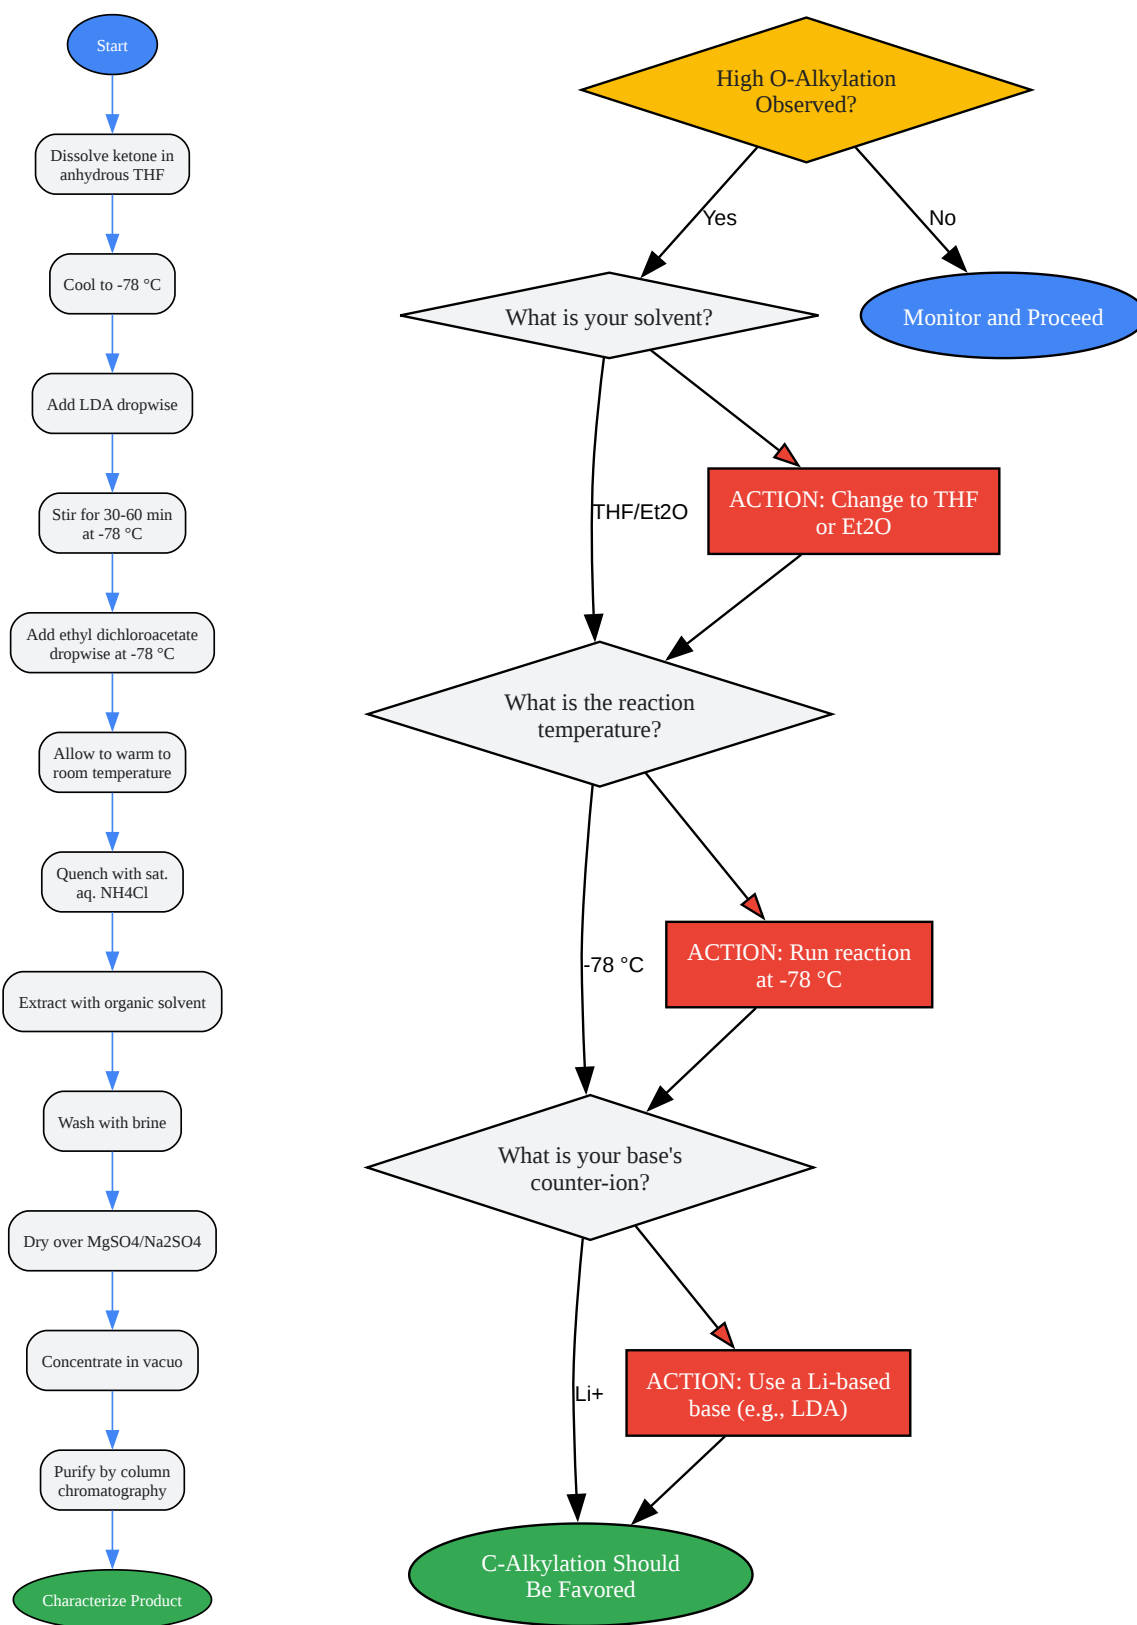 Start
Dissolve ketone in
anhydrous THF
Cool to -78 °C
Add LDA dropwise
Stir for 30-60 min
at -78 °C
Add ethyl dichloroacetate
dropwise at -78 °C
Allow to warm to
room temperature
Quench with sat.
aq. NH4Cl
Extract with organic solvent
Wash with brine
Dry over MgSO4/Na2SO4
Concentrate in vacuo
Purify by column
chromatography
Characterize Product
High O-Alkylation
Observed?
Yes
No
What is your solvent?
Monitor and Proceed
THF/Et2O
ACTION: Change to THF
or Et2O
What is the reaction
temperature?
-78 °C
ACTION: Run reaction
at -78 °C
What is your base's
counter-ion?
Li+
ACTION: Use a Li-based
base (e.g., LDA)
C-Alkylation Should
Be Favored